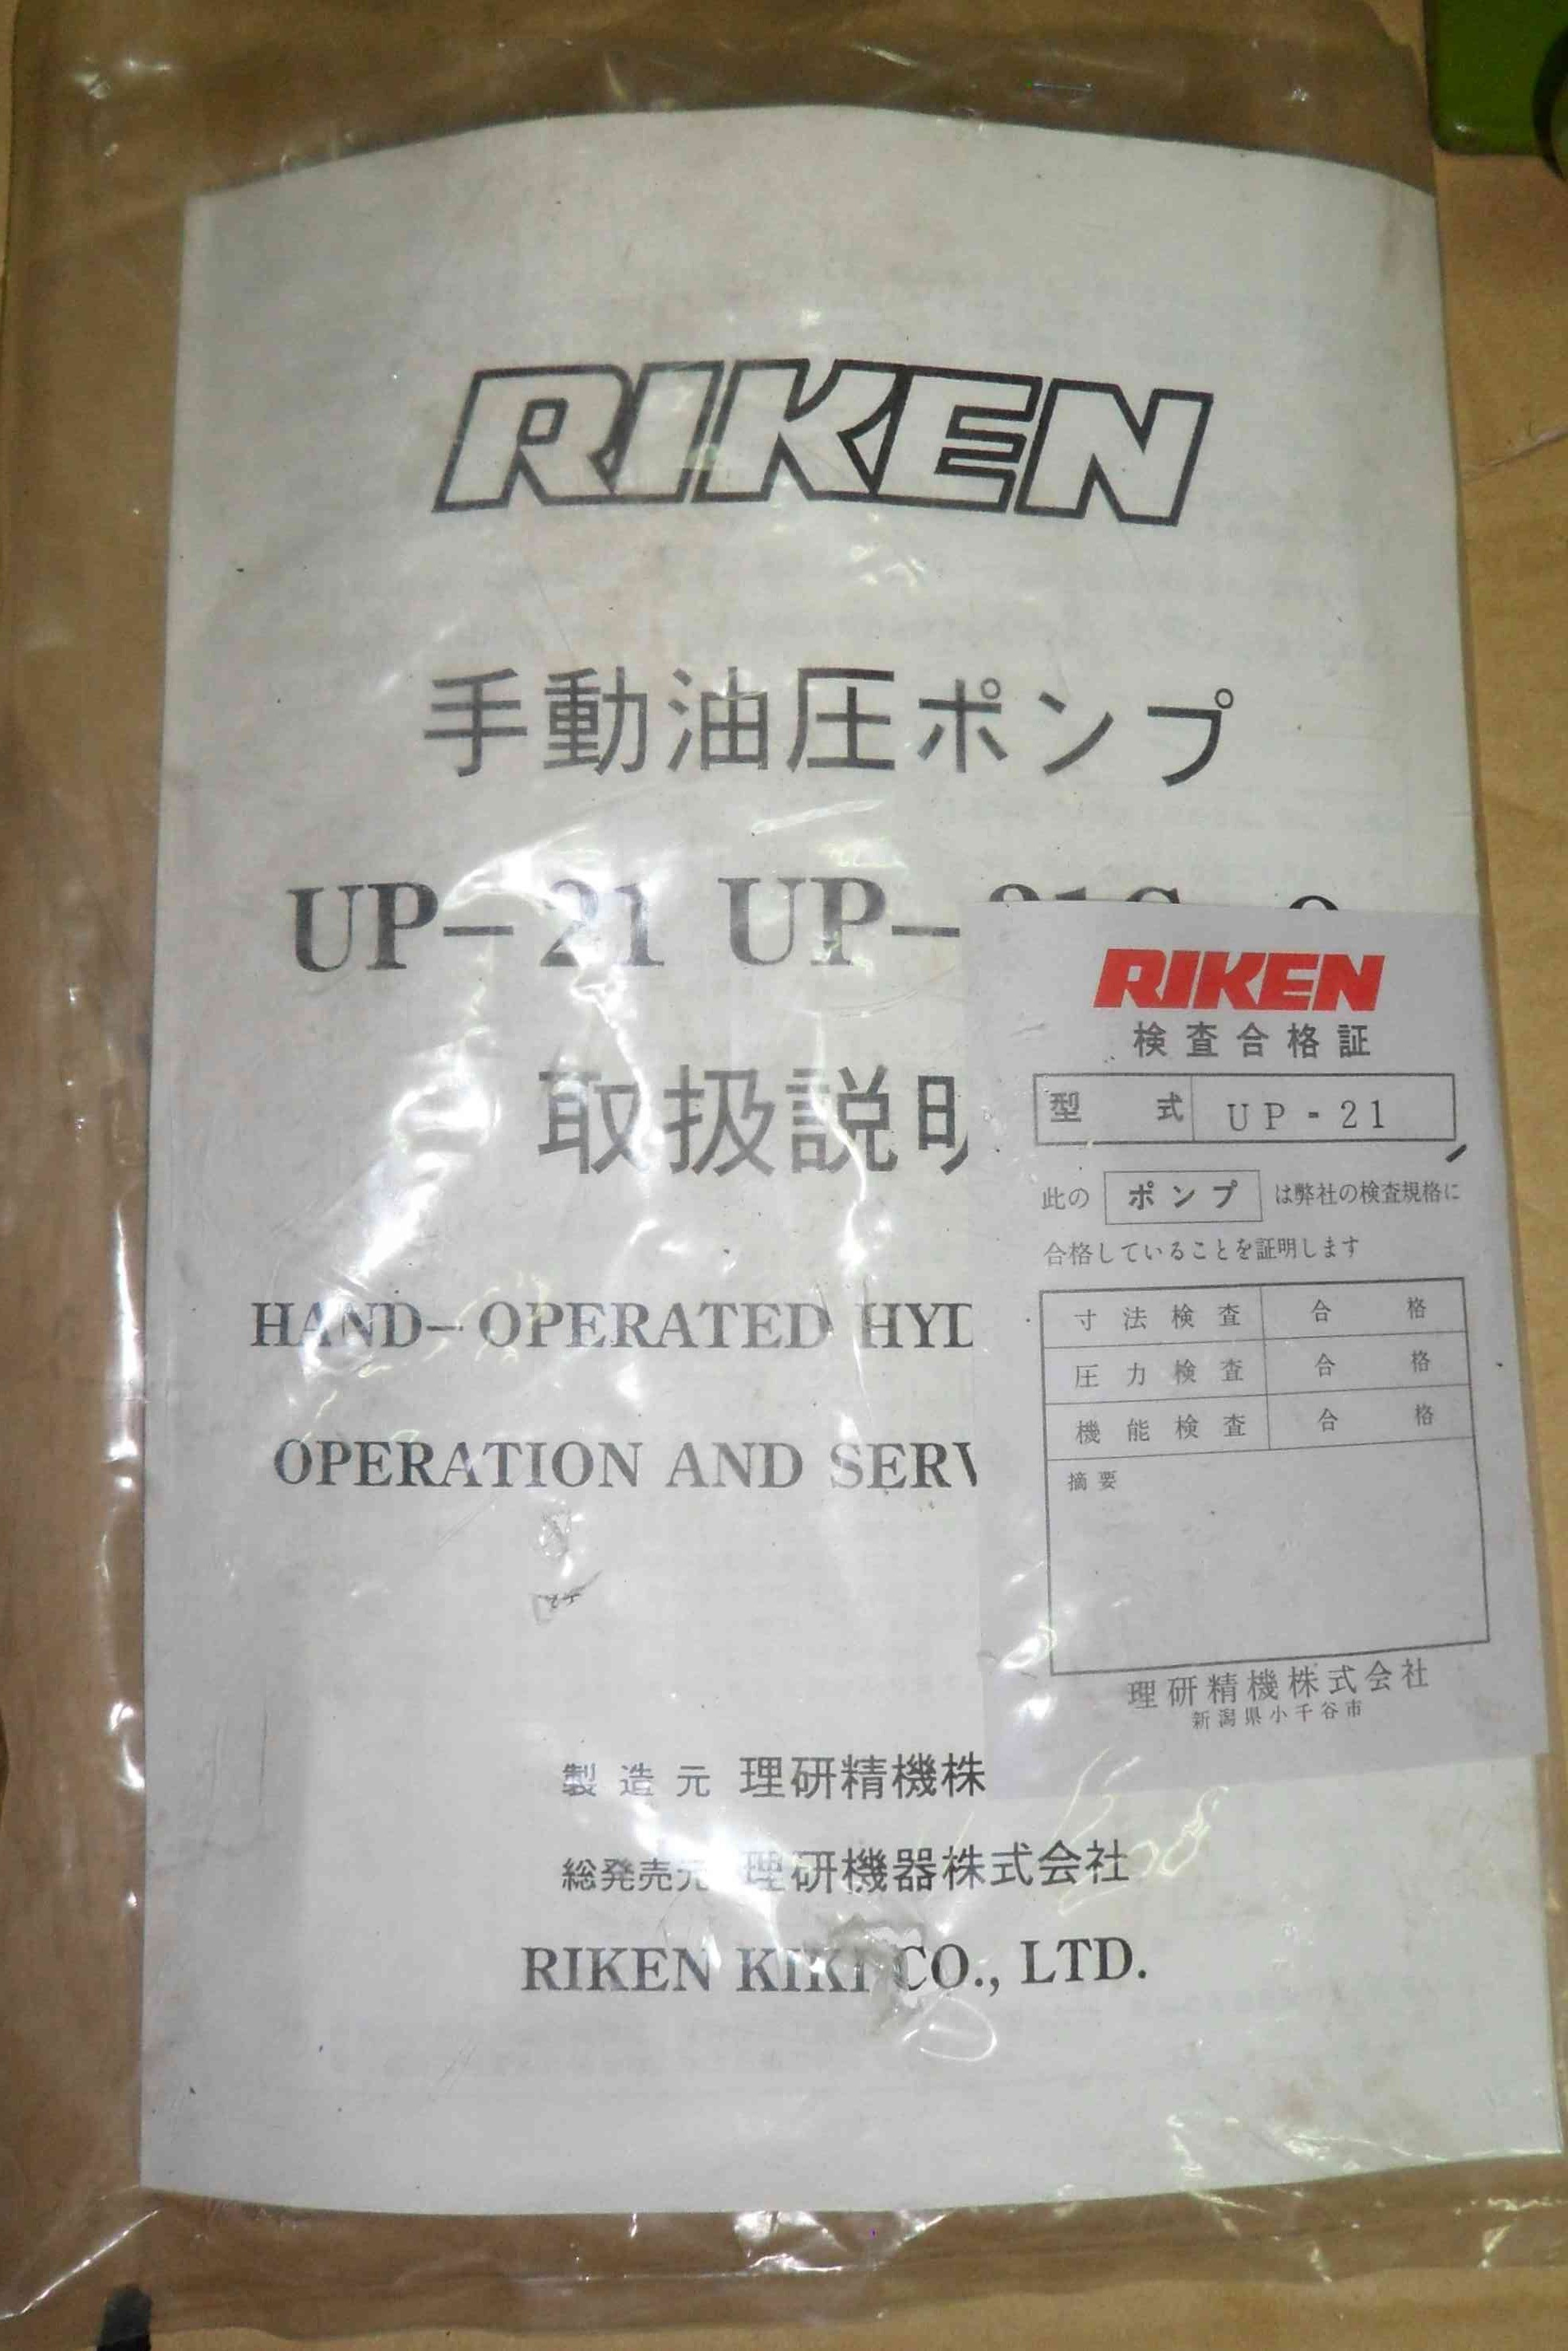 RIKEN
手動油圧ポンプ
UP-21 UP-
取扱説明
HAND-OPERATED HYD
OPERATION AND SERV
製造元 理研精機株
総発売元 理研機器株式会社
RIKEN KIKI CO., LTD.
RIKEN
検査合格証
型式 UP-21
此の ポンプ は弊社の検査規格に
合格していることを証明します
寸法検査 合格
圧力検査 合格
機能検査 合格
摘要
理研精機株式会社
新潟県小千谷市